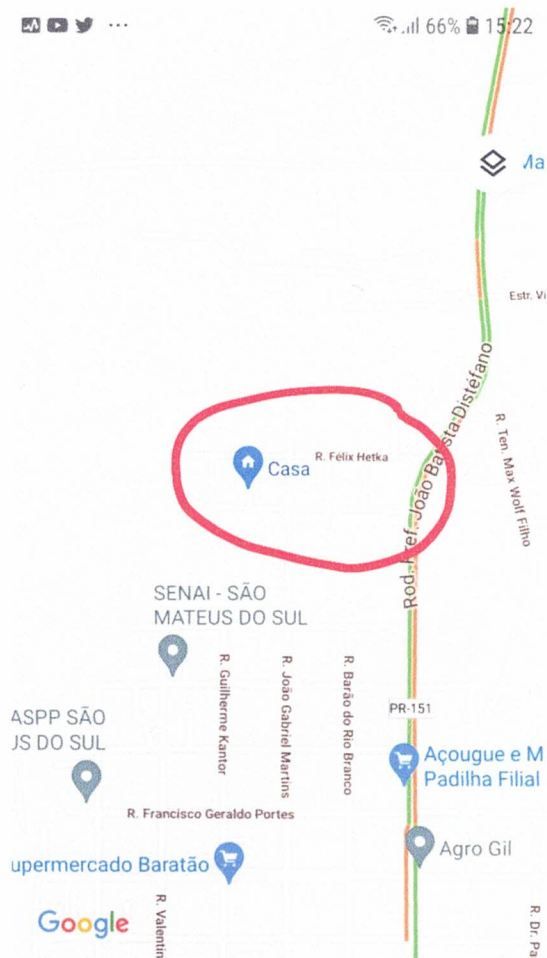 66% 15:22
Ma
Estr. Vi
Rod. Pref. João Batista Distéfano
R. Ten. Max Wolf Filho
R. Félix Hetka
Casa
SENAI - SÃO
MATEUS DO SUL
R. Guilherme Kantor
R. João Gabriel Martins
R. Barão do Rio Branco
PR-151
ASPP SÃO
US DO SUL
Açougue e M
Padilha Filial
R. Francisco Geraldo Portes
upermercado Baratão
Agro Gil
Google
R. Valentin
R. Dr. Pa